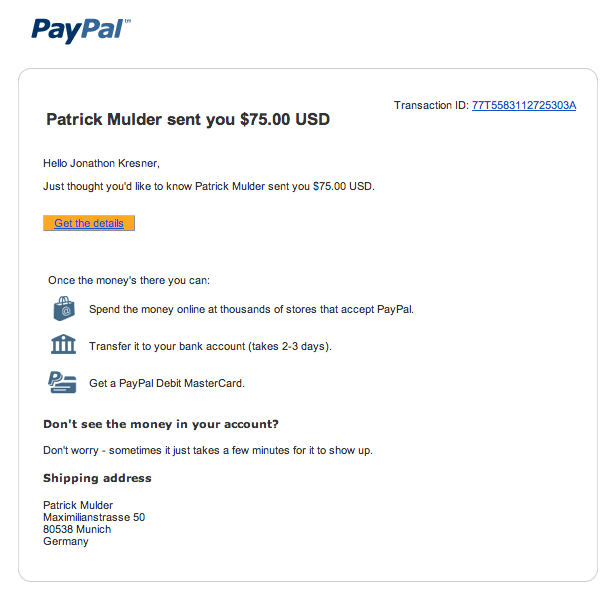 PayPal™
Transaction ID: 77T5583112725303A
Patrick Mulder sent you $75.00 USD
Hello Jonathon Kresner,
Just thought you'd like to know Patrick Mulder sent you $75.00 USD.
Get the details
Once the money's there you can:
@
Spend the money online at thousands of stores that accept PayPal.
Transfer it to your bank account (takes 2-3 days).
P
Get a PayPal Debit MasterCard.
Don't see the money in your account?
Don't worry - sometimes it just takes a few minutes for it to show up.
Shipping address
Patrick Mulder
Maximilianstrasse 50
80538 Munich
Germany